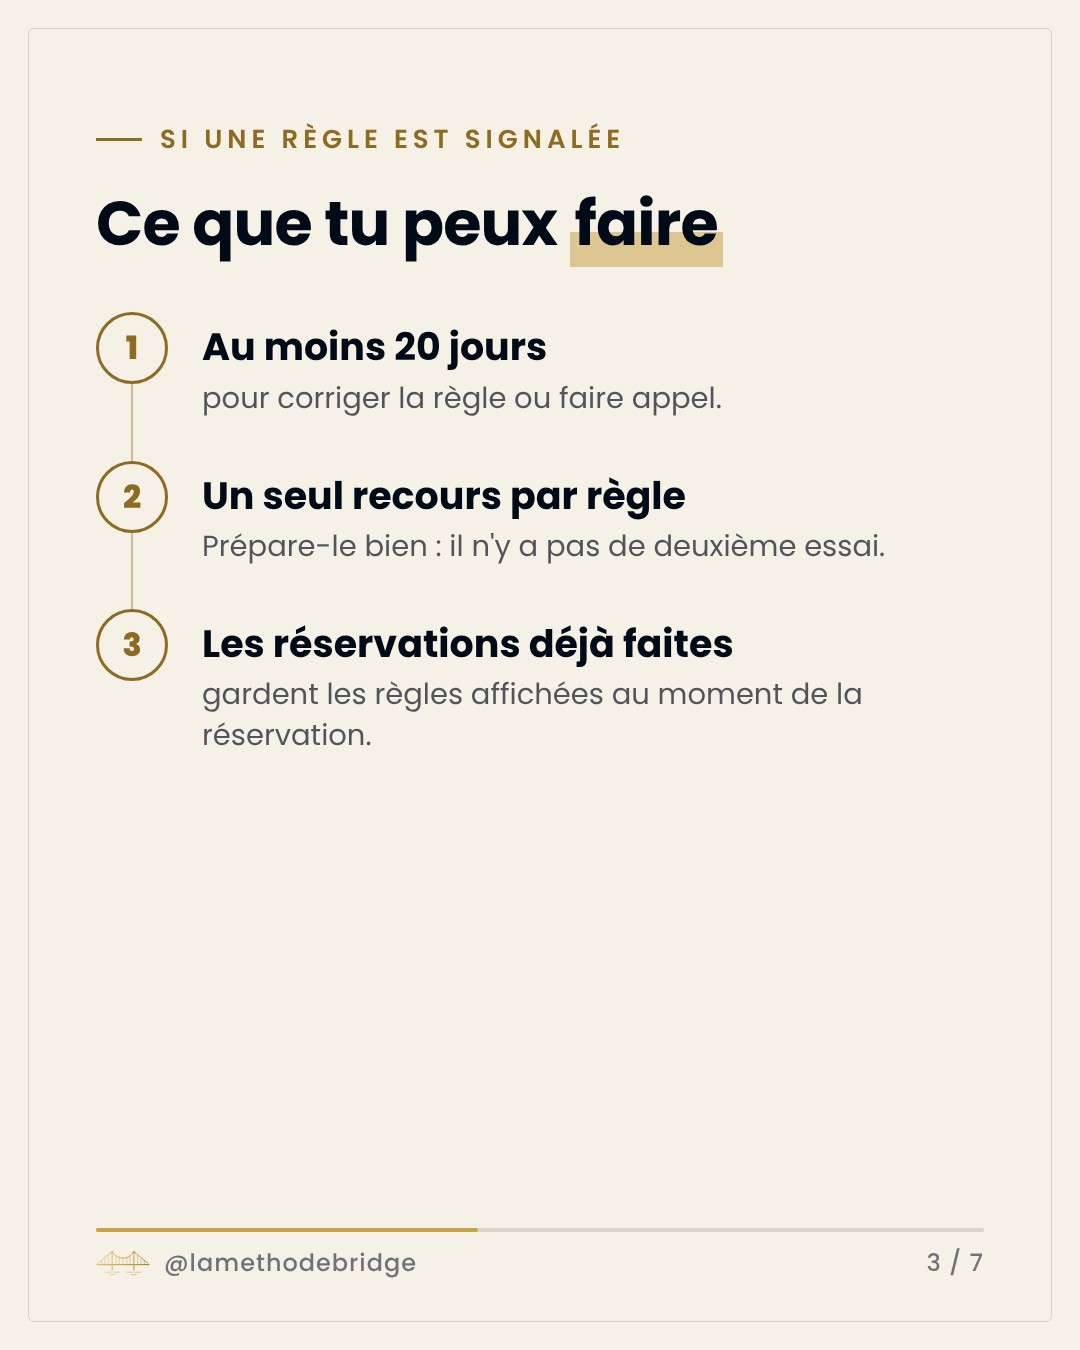 SI UNE RÈGLE EST SIGNALÉE
Ce que tu peux faire
1
Au moins 20 jours
pour corriger la règle ou faire appel.
2
Un seul recours par règle
Prépare-le bien : il n'y a pas de deuxième essai.
3
Les réservations déjà faites
gardent les règles affichées au moment de la
réservation.
@lamethodebridge
3 / 7